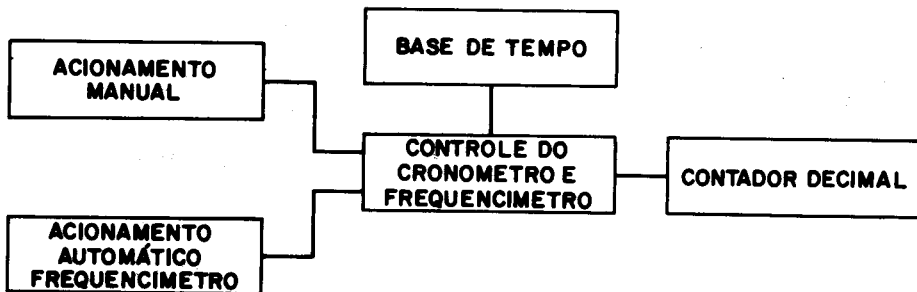 BASE DE TEMPO
ACIONAMENTO
MANUAL
CONTROLE DO
CRONOMETRO E
FREQUENCIMETRO
CONTADOR DECIMAL
ACIONAMENTO
AUTOMÁTICO
FREQUENCIMETRO